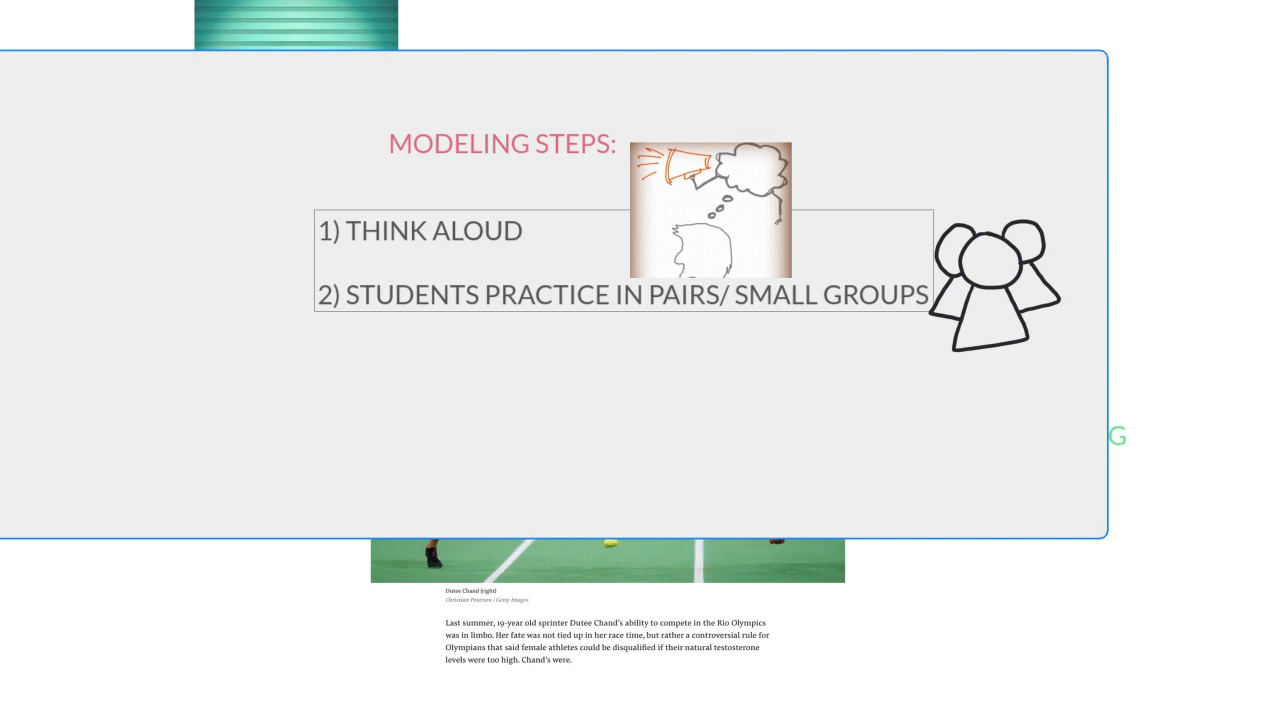 MODELING STEPS:
1) THINK ALOUD
2) STUDENTS PRACTICE IN PAIRS/ SMALL GROUPS
G
Dutee Chand (right)
Christian Petersen / Getty Images
Last summer, 19-year old sprinter Dutee Chand's ability to compete in the Rio Olympics
was in limbo. Her fate was not tied up in her race time, but rather a controversial rule for
Olympians that said female athletes could be disqualified if their natural testosterone
levels were too high. Chand's were.